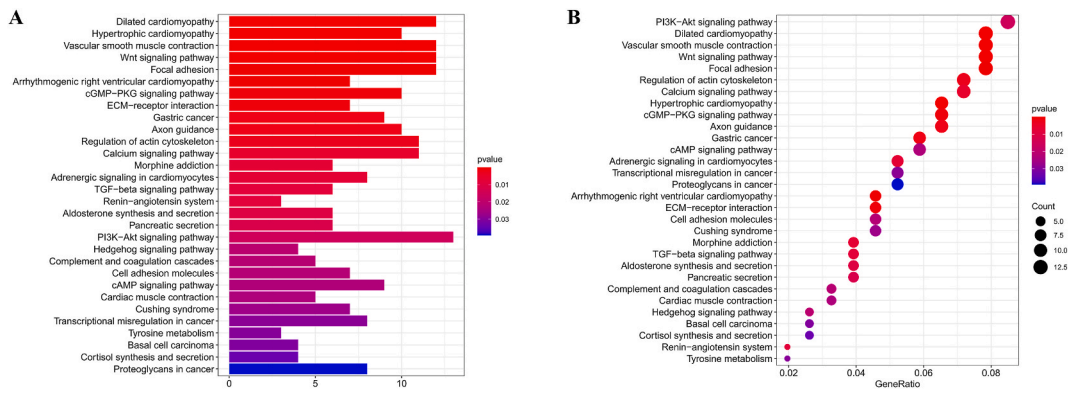 A
Dilated cardiomyopathy
Hypertrophic cardiomyopathy
Vascular smooth muscle contraction
Wnt signaling pathway
Focal adhesion
Arrhythmogenic right ventricular cardiomyopathy
cGMP−PKG signaling pathway
ECM−receptor interaction
Gastric cancer
Axon guidance
Regulation of actin cytoskeleton
Calcium signaling pathway
Morphine addiction
Adrenergic signaling in cardiomyocytes
TGF−beta signaling pathway
Renin−angiotensin system
Aldosterone synthesis and secretion
Pancreatic secretion
PI3K−Akt signaling pathway
Hedgehog signaling pathway
Complement and coagulation cascades
Cell adhesion molecules
cAMP signaling pathway
Cardiac muscle contraction
Cushing syndrome
Transcriptional misregulation in cancer
Tyrosine metabolism
Basal cell carcinoma
Cortisol synthesis and secretion
Proteoglycans in cancer
0 5 10
pvalue
0.01
0.02
0.03
B
PI3K−Akt signaling pathway
Dilated cardiomyopathy
Vascular smooth muscle contraction
Wnt signaling pathway
Focal adhesion
Regulation of actin cytoskeleton
Calcium signaling pathway
Hypertrophic cardiomyopathy
cGMP−PKG signaling pathway
Axon guidance
Gastric cancer
cAMP signaling pathway
Adrenergic signaling in cardiomyocytes
Transcriptional misregulation in cancer
Proteoglycans in cancer
Arrhythmogenic right ventricular cardiomyopathy
ECM−receptor interaction
Cell adhesion molecules
Cushing syndrome
Morphine addiction
TGF−beta signaling pathway
Aldosterone synthesis and secretion
Pancreatic secretion
Complement and coagulation cascades
Cardiac muscle contraction
Hedgehog signaling pathway
Basal cell carcinoma
Cortisol synthesis and secretion
Renin−angiotensin system
Tyrosine metabolism
0.02 0.04 0.06 0.08
GeneRatio
pvalue
0.01
0.02
0.03
Count
5.0
7.5
10.0
12.5